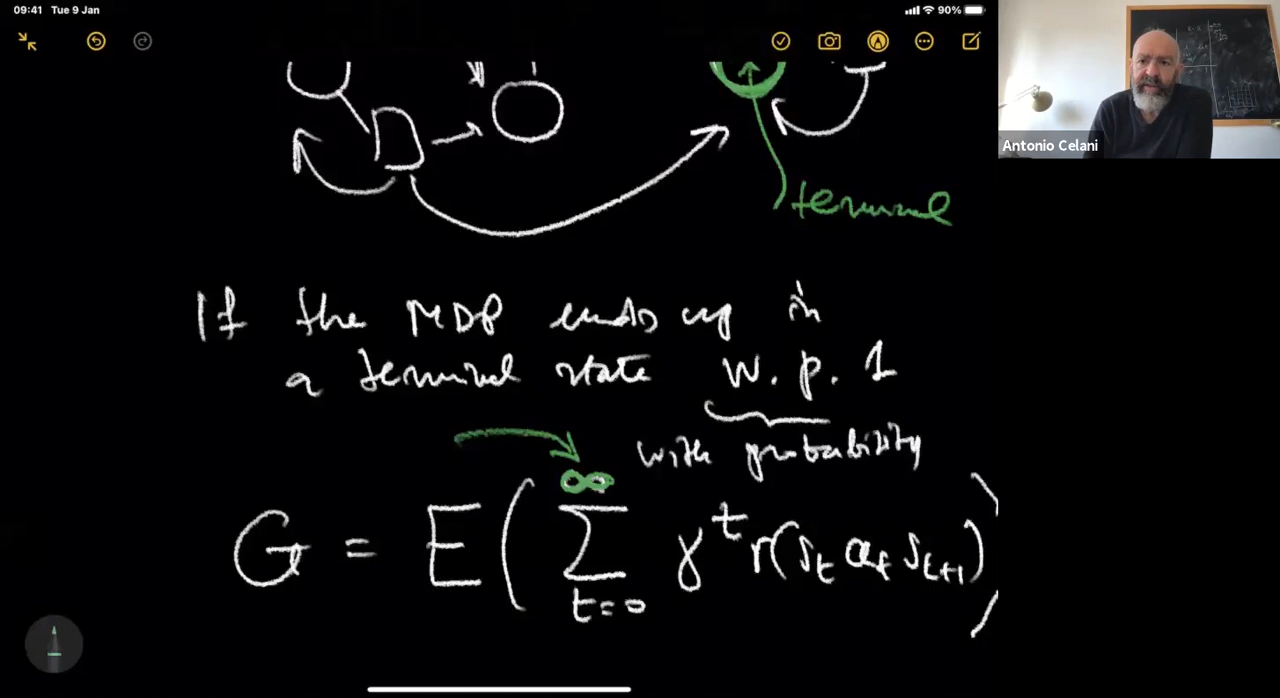 09:41 Tue 9 Jan
90%
Antonio Celani
terminal
If the MDP ends up in
a terminal state w.p. 1
with probability
G = E( ∑_{t=0}^{∞} γ^t r(s_t a_t s_{t+1}) )